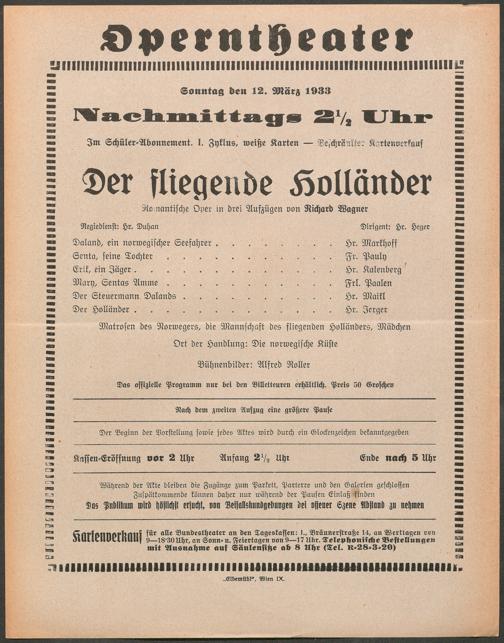 Operntheater
Sonntag den 12. März 1933
Nachmittags 2½ Uhr
Im Schüler-Abonnement. I. Zyklus, weiße Karten — Beschränkter Kartenverkauf
Der fliegende Holländer
Romantische Oper in drei Aufzügen von Richard Wagner
Regiedienst: Hr. Duhan Dirigent: Hr. Heger
Daland, ein norwegischer Seefahrer . . . . . . . . . Hr. Markhoff
Senta, seine Tochter . . . . . . . . . . . . Fr. Pauly
Erik, ein Jäger . . . . . . . . . . . . . Hr. Kalenberg
Mary, Sentas Amme . . . . . . . . . . . . Frl. Paalen
Der Steuermann Dalands . . . . . . . . . . . Hr. Maikl
Der Holländer . . . . . . . . . . . . . . Hr. Jerger
Matrosen des Norwegers, die Mannschaft des fliegenden Holländers, Mädchen
Ort der Handlung: Die norwegische Küste
Bühnenbilder: Alfred Roller
Das offizielle Programm nur bei den Billetteuren erhältlich. Preis 50 Groschen
Nach dem zweiten Aufzug eine größere Pause
Der Beginn der Vorstellung sowie jedes Aktes wird durch ein Glockenzeichen bekanntgegeben
Kassen-Eröffnung vor 2 Uhr Anfang 2½ Uhr Ende nach 5 Uhr
Während der Akte bleiben die Zugänge zum Parkett, Parterre und den Galerien geschlossen
Zuspätkommende können daher nur während der Pausen Einlaß finden
Das Publikum wird höflichst ersucht, von Beifallskundgebungen bei offener Szene Abstand zu nehmen
Kartenverkauf für alle Bundestheater an den Tageskassen: I., Bräunerstraße 14, an Werktagen von
9—18'30 Uhr, an Sonn- u. Feiertagen von 9—17 Uhr. Telephonische Bestellungen
mit Ausnahme auf Säulensitze ab 8 Uhr (Tel. R-28-3-20)
„Elbemühl", Wien IX.